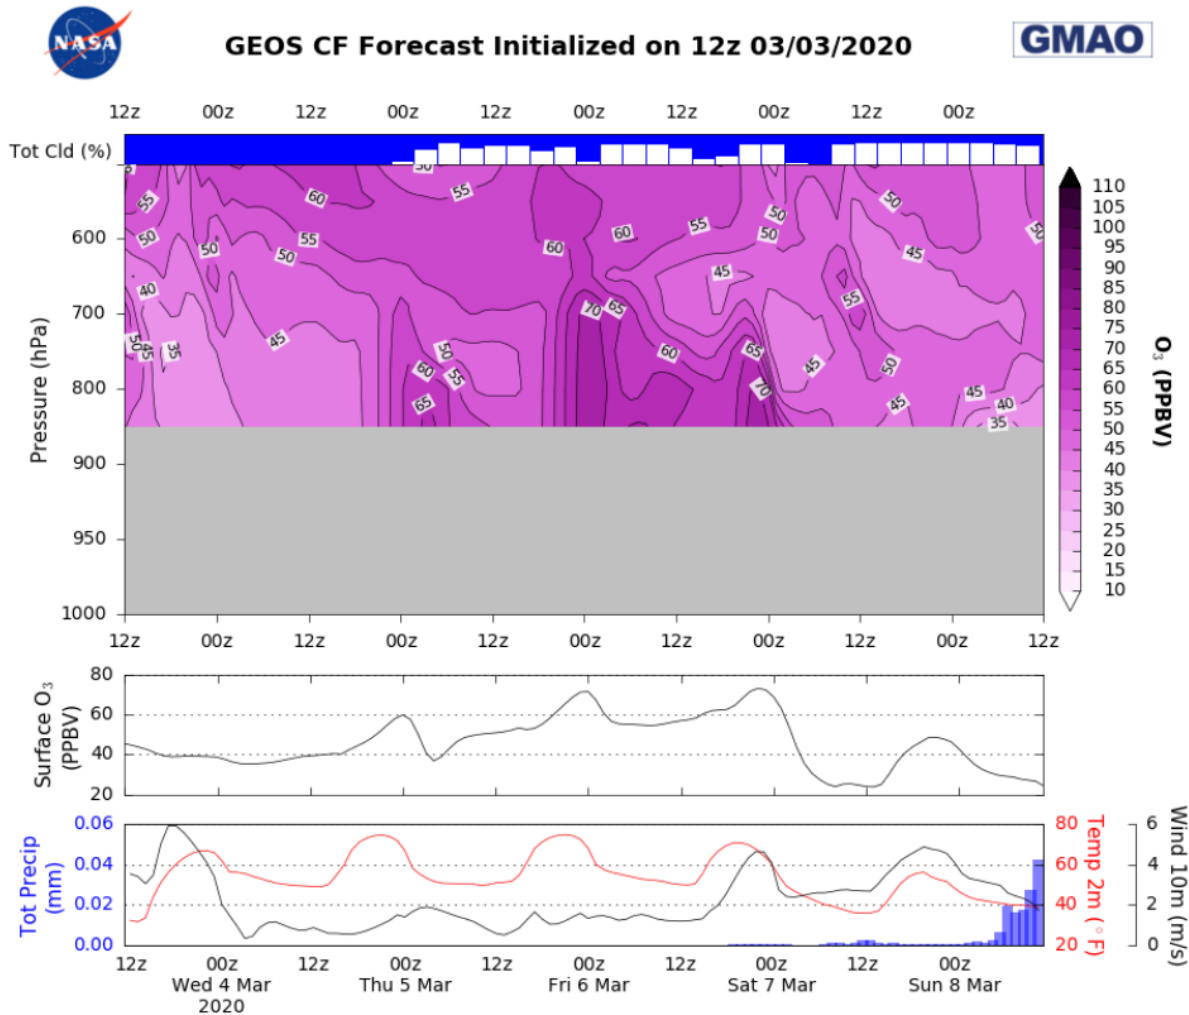 NASA
GEOS CF Forecast Initialized on 12z 03/03/2020
GMAO
12z 00z 12z 00z 12z 00z 12z 00z 12z 00z
Tot Cld (%)
Pressure (hPa)
600
700
800
900
950
1000
55 50 40 50 45 35 50 60 55 50 45 50 55 50 60 55 65 60 60 70 65 60 55 45 65 70 50 50 45 55 50 45 50 45 45 40 35 50
110
105
100
95
90
85
80
75
70
65
60
55
50
45
40
35
30
25
20
15
10
O₃ (PPBV)
12z 00z 12z 00z 12z 00z 12z 00z 12z 00z 12z
Surface O₃
(PPBV)
80
60
40
20
Tot Precip
(mm)
0.06
0.04
0.02
0.00
80
60
40
20
Temp 2m (°F)
6
4
2
0
Wind 10m (m/s)
12z 00z 12z 00z 12z 00z 12z 00z 12z 00z
Wed 4 Mar Thu 5 Mar Fri 6 Mar Sat 7 Mar Sun 8 Mar
2020